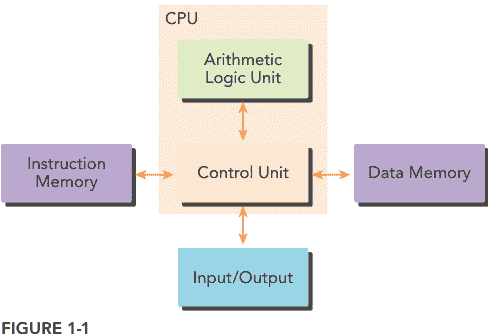 CPU
Arithmetic
Logic Unit
Instruction
Memory
Control Unit
Data Memory
Input/Output
FIGURE 1-1